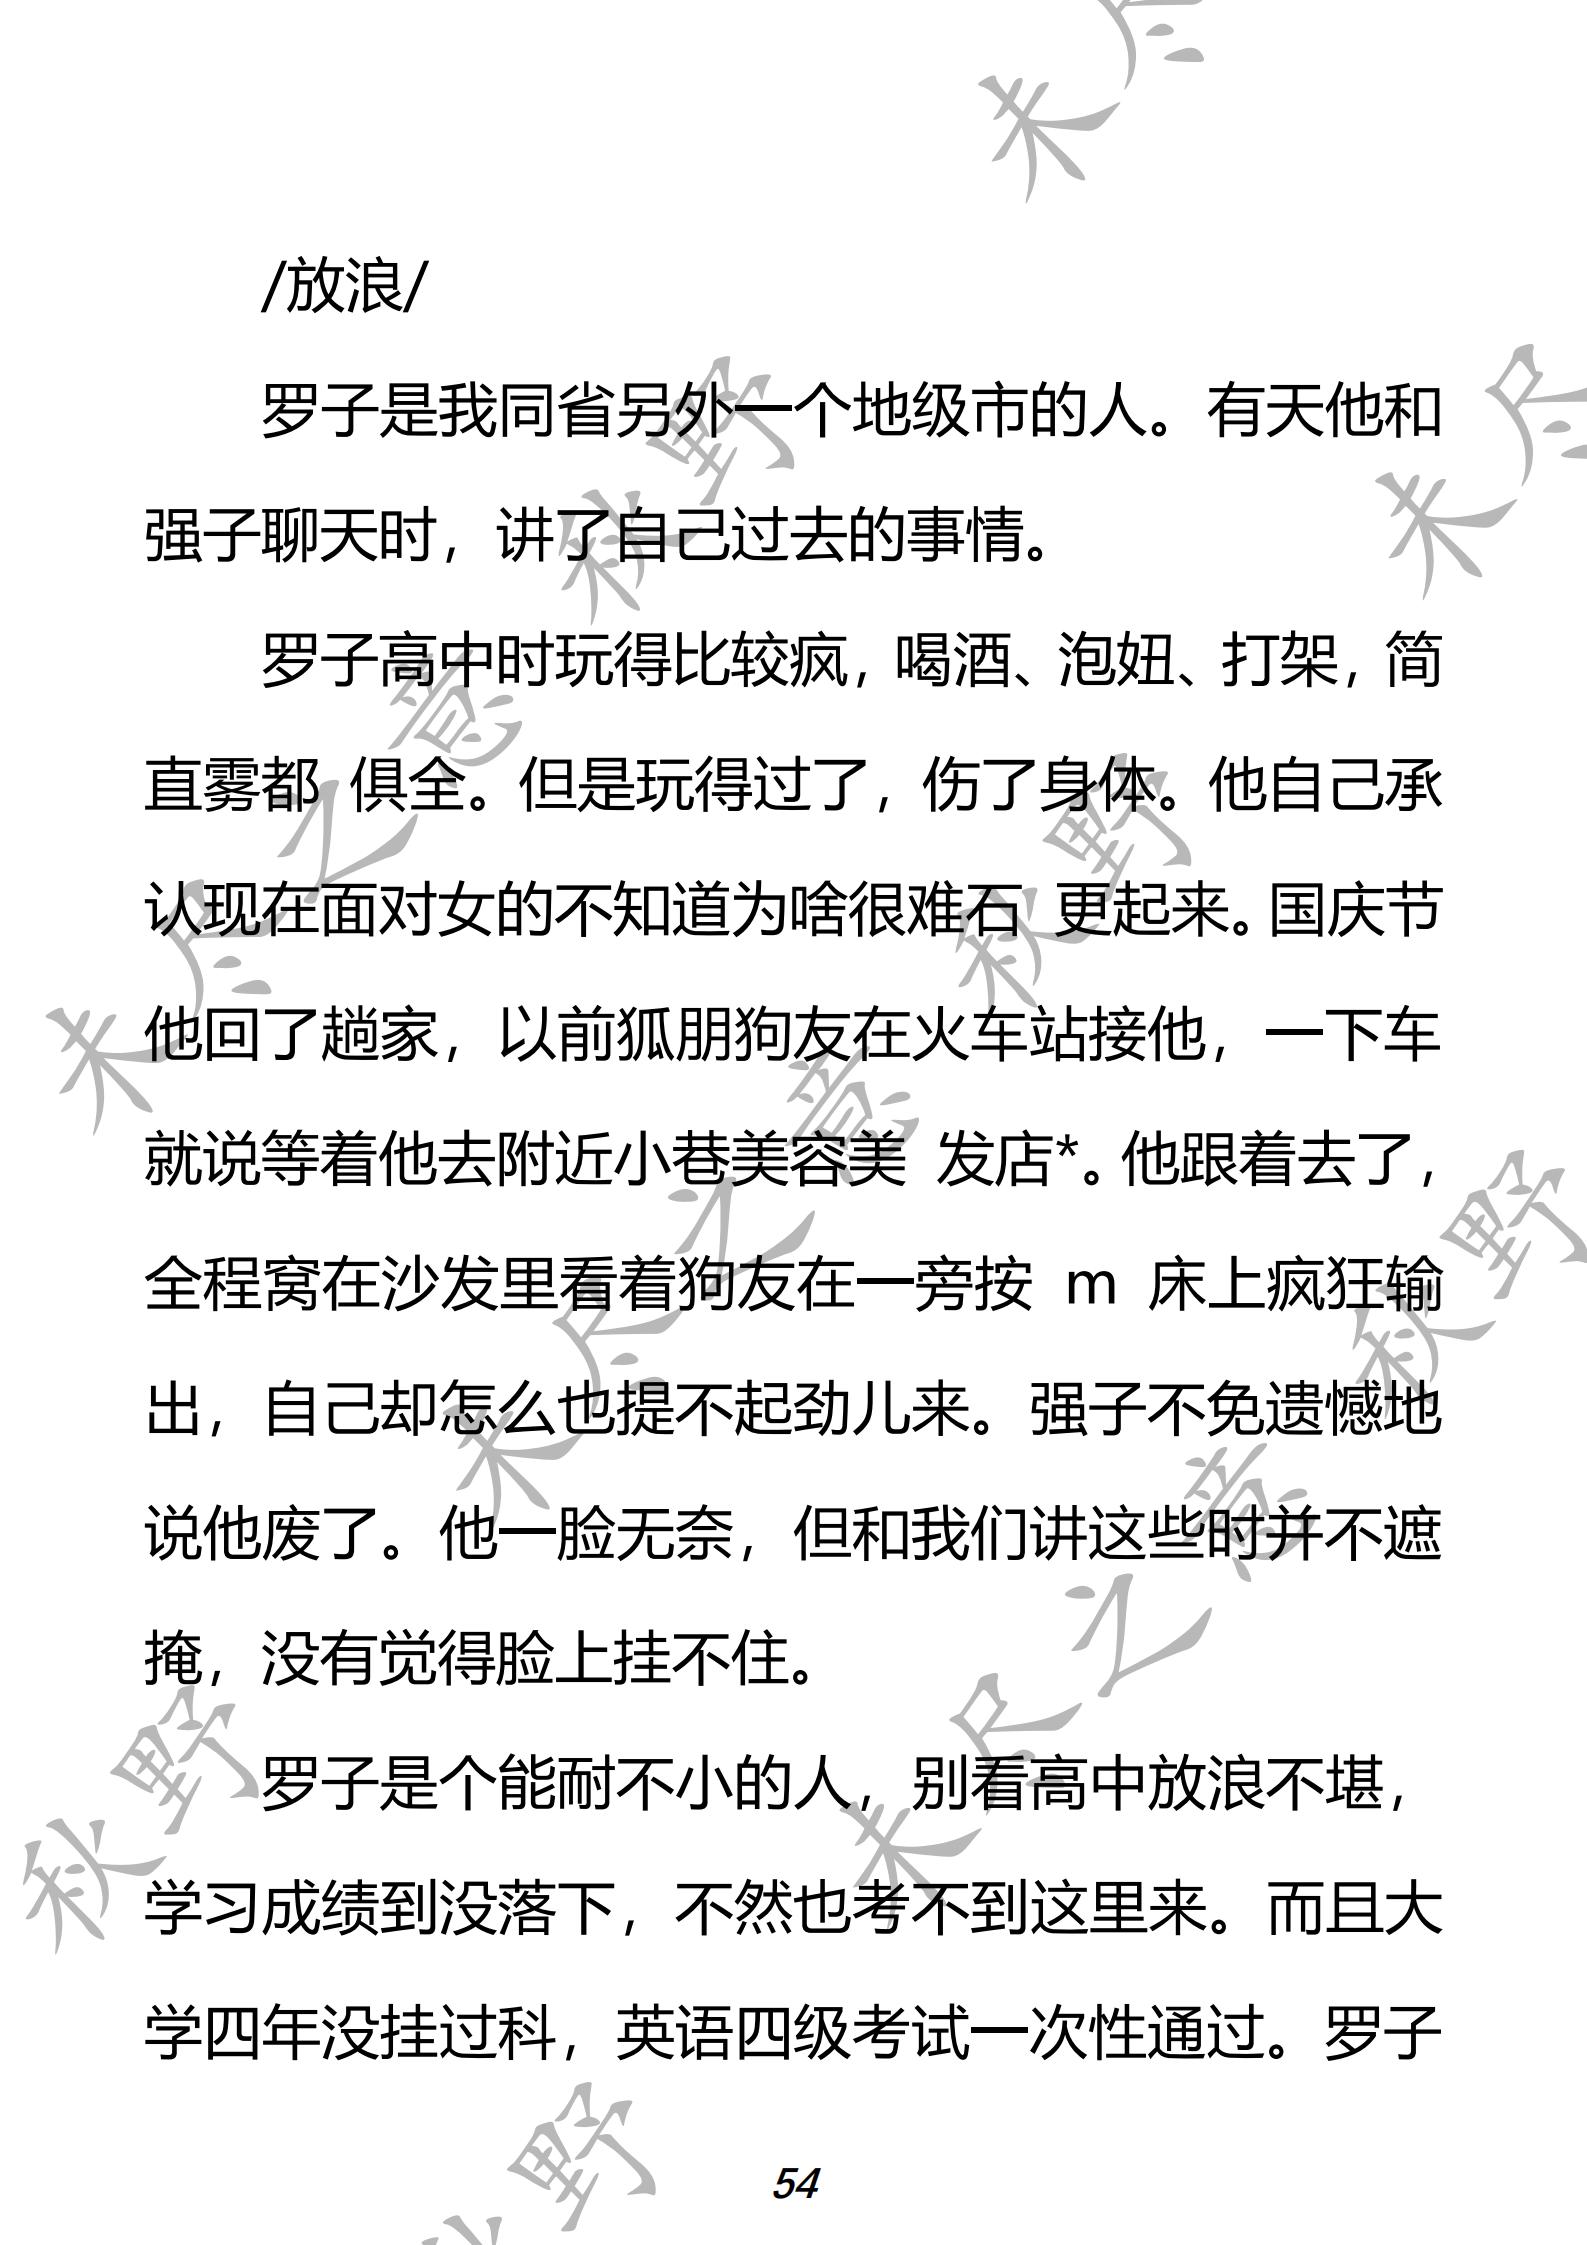 /放浪/
罗子是我同省另外一个地级市的人。有天他和
强子聊天时，讲了自己过去的事情。
罗子高中时玩得比较疯，喝酒、泡妞、打架，简
直雾都 俱全。但是玩得过了，伤了身体。他自己承
认现在面对女的不知道为啥很难石 更起来。国庆节
他回了趟家，以前狐朋狗友在火车站接他，一下车
就说等着他去附近小巷美容美 发店*。他跟着去了，
全程窝在沙发里看着狗友在一旁按 m 床上疯狂输
出，自己却怎么也提不起劲儿来。强子不免遗憾地
说他废了。他一脸无奈，但和我们讲这些时并不遮
掩，没有觉得脸上挂不住。
罗子是个能耐不小的人，别看高中放浪不堪，
学习成绩到没落下，不然也考不到这里来。而且大
学四年没挂过科，英语四级考试一次性通过。罗子
54
未尽之意 秋野
未尽之意 秋野
未尽之意 秋野
未尽
未尽
秋野
秋野